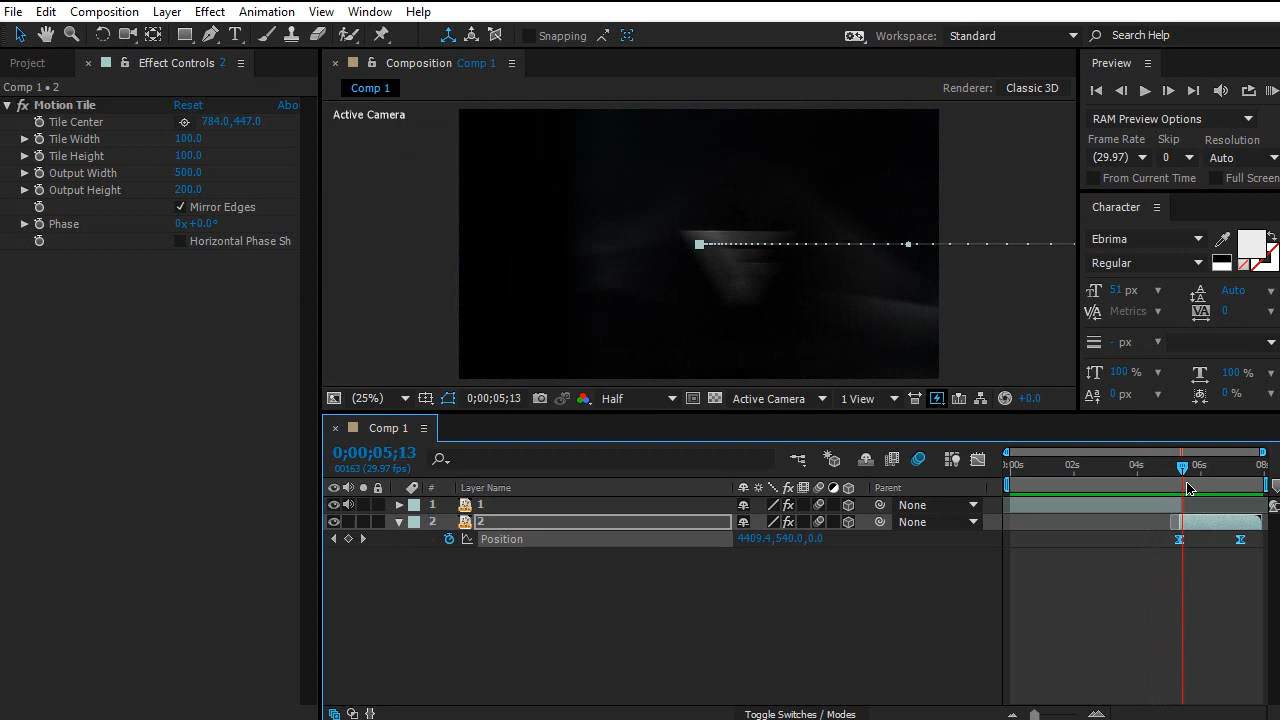 File Edit Composition Layer Effect Animation View Window Help
Snapping Workspace: Standard Search Help
Project Effect Controls 2 Composition Comp 1 Preview
Comp 1 • 2 Comp 1 Renderer: Classic 3D
fx Motion Tile Reset Abo
Active Camera
RAM Preview Options
Tile Center 784.0,447.0
Tile Width 100.0
Frame Rate Skip Resolution
Tile Height 100.0
(29.97) 0 Auto
Output Width 500.0
From Current Time Full Screen
Output Height 200.0
Mirror Edges
Character
Phase 0x+0.0°
Horizontal Phase Sh
Ebrima
Regular
51 px Auto
Metrics 0
- px
100 % 100 %
0 px 0 %
(25%) 0;00;05;13 Half Active Camera 1 View +0.0
Comp 1
0;00;05;13
00163 (29.97 fps)
:00s 02s 04s 06s 08s
# Layer Name fx Parent
1 1 fx None
2 2 fx None
Position 4409.4,540.0,0.0
Toggle Switches / Modes